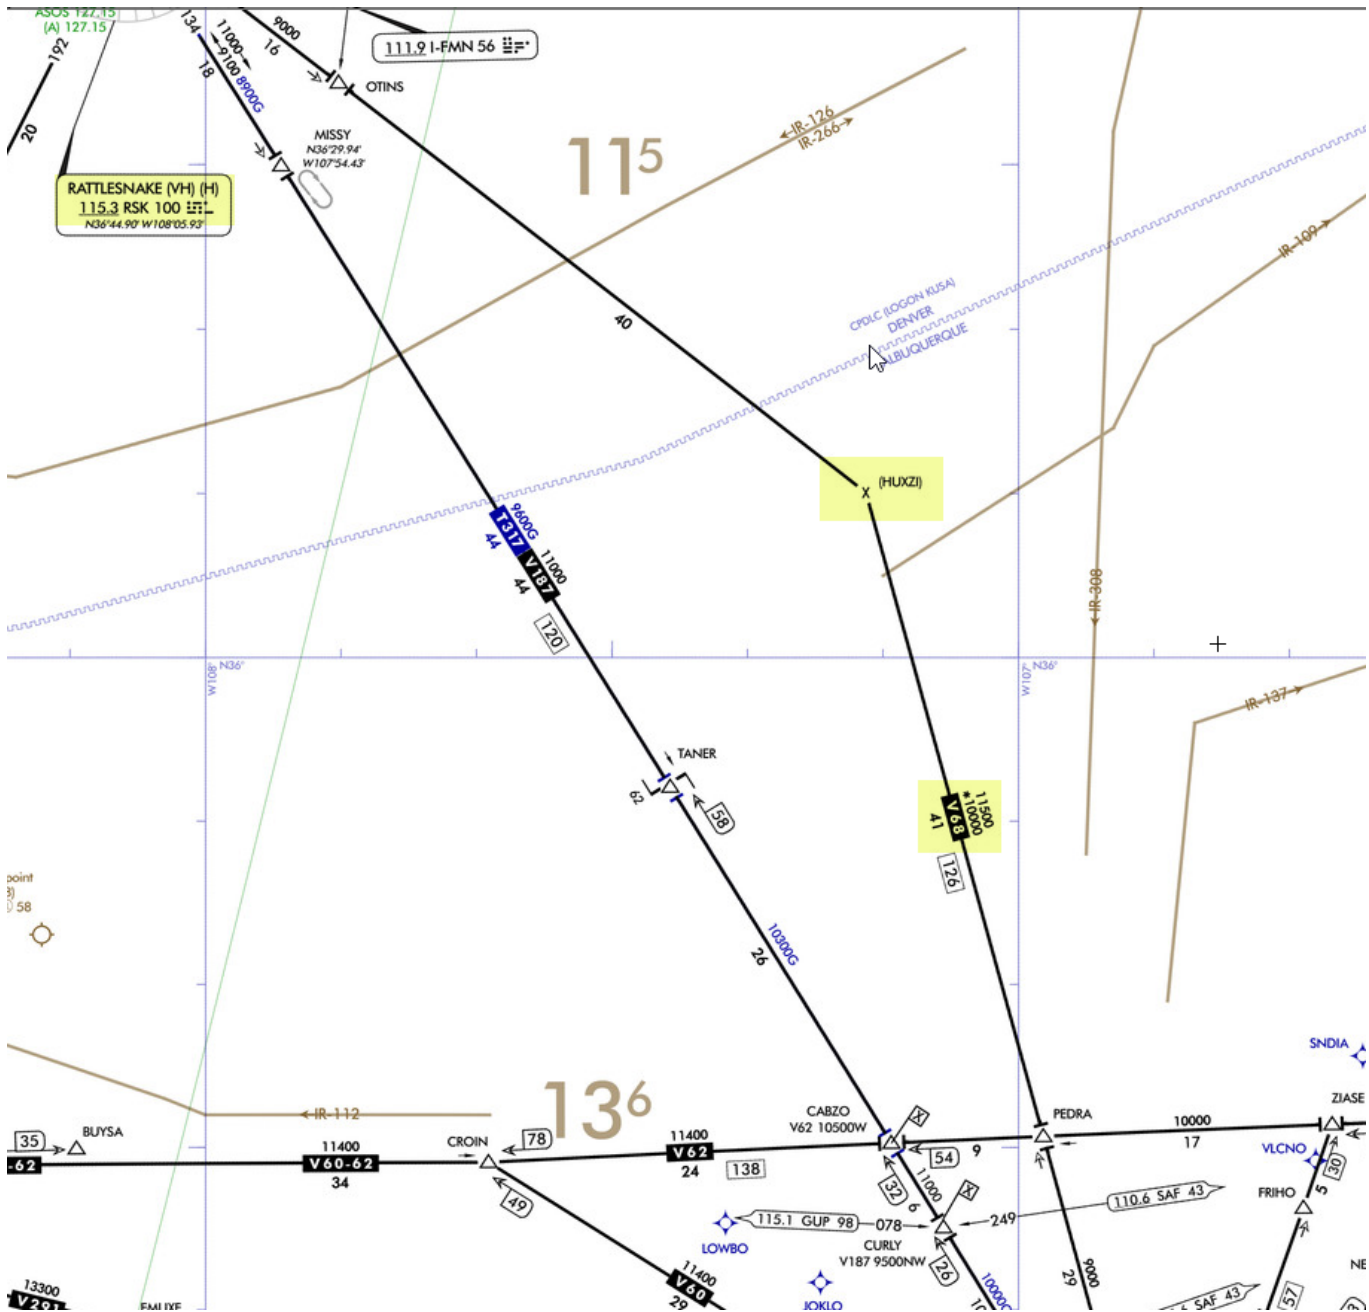 ASOS 127.15
(A) 127.15
192
20
134
18
11000
9100
8900G
9000
16
111.9 I-FMN 56
OTINS
MISSY
N36°29.94'
W107°54.43'
RATTLESNAKE (VH) (H)
115.3 RSK 100
N36°44.90' W108°05.93'
11⁵
IR-126
IR-266
IR-109
40
CPDLC (LOGON KUSA)
DENVER
ALBUQUERQUE
(HUXZI)
9600G
T317
44
11000
V187
44
120
IR-308
W108°
N36°
W107°
N36°
IR-137
TANER
62
58
11500
*10000
V68
41
126
point
58
10300G
26
SNDIA
13⁶
IR-112
CABZO
V62 10500W
X
PEDRA
ZIASE
35
BUYSA
62
11400
V60-62
34
CROIN
78
49
11400
V62
24
138
54
9
10000
17
VLCNO
30
5
FRIHO
32
11000
6
X
110.6 SAF 43
249
115.1 GUP 98
078
LOWBO
CURLY
V187 9500NW
26
10000G
JOKLO
11400
V60
29
9000
29
SAF 43
57
NE
13300
V291